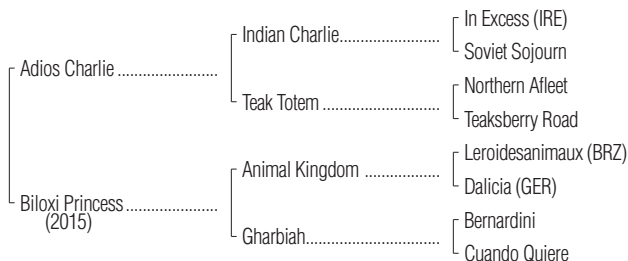 In Excess (IRE)
Indian Charlie
Soviet Sojourn
Adios Charlie
Northern Afleet
Teak Totem
Teaksberry Road
Leroidesanimaux (BRZ)
Animal Kingdom
Dalicia (GER)
Biloxi Princess
(2015)
Bernardini
Gharbiah
Cuando Quiere